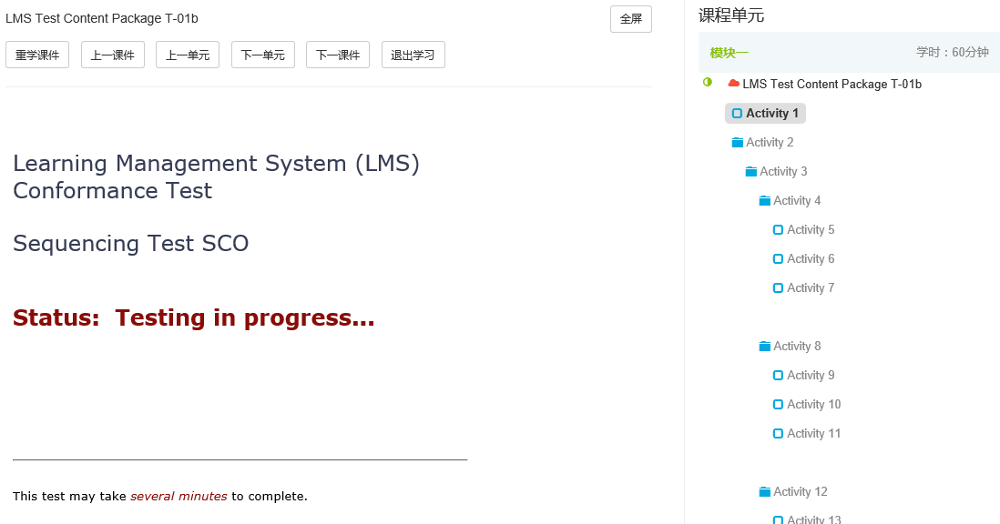 LMS Test Content Package T-01b
全屏
重学课件
上一课件
上一单元
下一单元
下一课件
退出学习
Learning Management System (LMS)
Conformance Test
Sequencing Test SCO
Status:  Testing in progress...
This test may take several minutes to complete.
课程单元
模块一
学时：60分钟
LMS Test Content Package T-01b
Activity 1
Activity 2
Activity 3
Activity 4
Activity 5
Activity 6
Activity 7
Activity 8
Activity 9
Activity 10
Activity 11
Activity 12
Activity 13